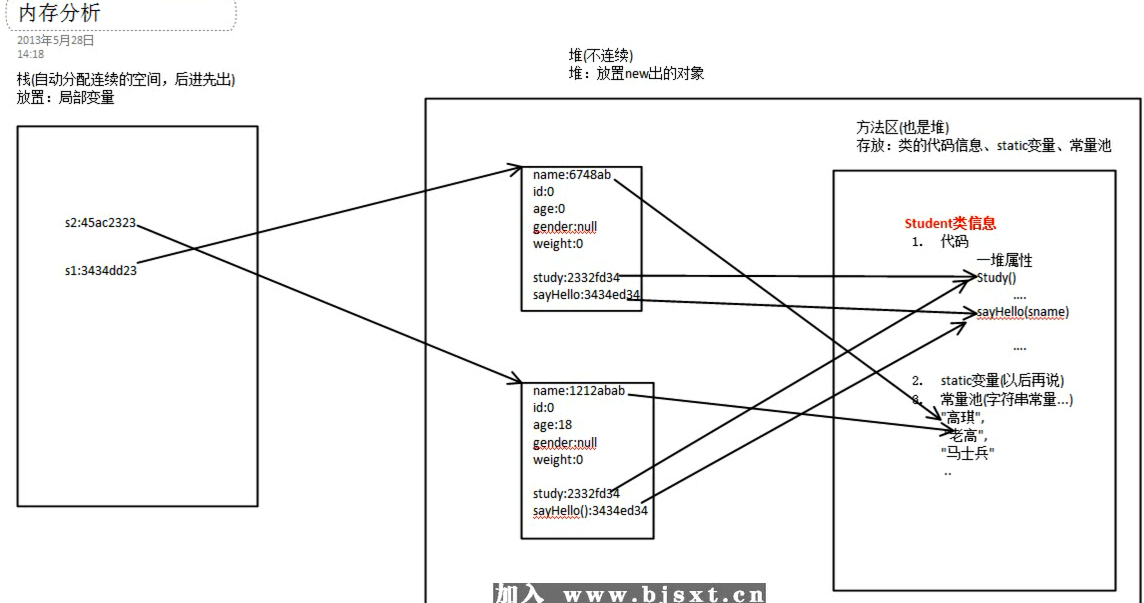 内存分析
2013年5月28日
14:18
栈(自动分配连续的空间，后进先出)
放置：局部变量
s2:45ac2323
s1:3434dd23
堆(不连续)
堆：放置new出的对象
name:6748ab
id:0
age:0
gender:null
weight:0
study:2332fd34
sayHello:3434ed34
name:1212abab
id:0
age:18
gender:null
weight:0
study:2332fd34
sayHello():3434ed34
方法区(也是堆)
存放：类的代码信息、static变量、常量池
Student类信息
1. 代码
一堆属性
Study()
....
sayHello(sname)
....
2. static变量(以后再说)
3. 常量池(字符串常量...)
"高琪",
"老高",
"马士兵"
..
加入 www.bjsxt.cn